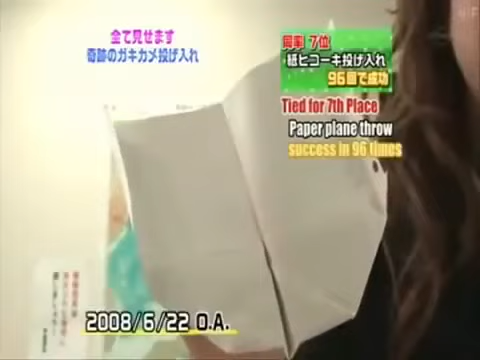 全て見せます
奇跡のガキカメ投げ入れ
同率 7位
紙ヒコーキ投げ入れ
96回で成功
Tied for 7th Place
Paper plane throw
success in 96 times
2008/6/22 O.A.